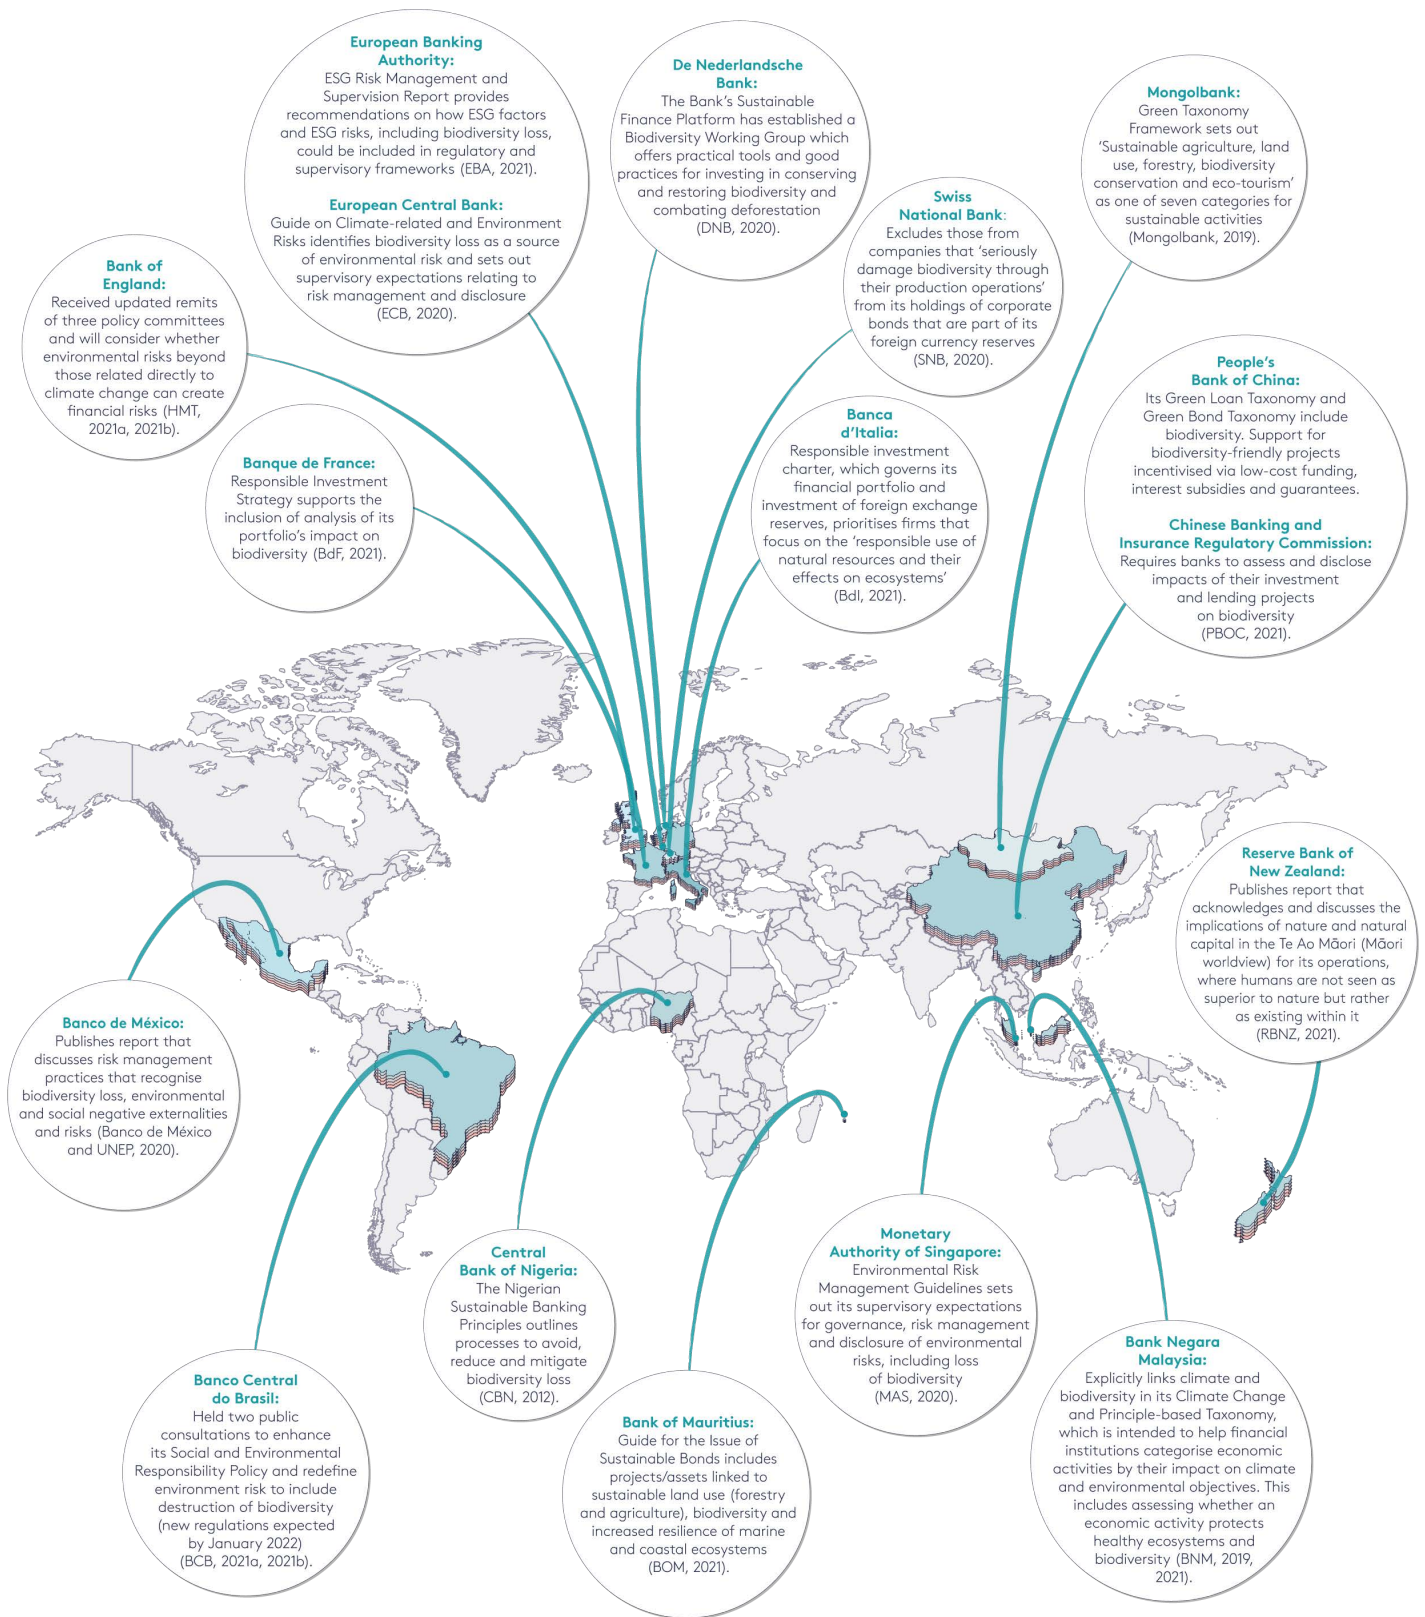 European Banking
Authority:
ESG Risk Management and
Supervision Report provides
recommendations on how ESG factors
and ESG risks, including biodiversity loss,
could be included in regulatory and
supervisory frameworks (EBA, 2021).
European Central Bank:
Guide on Climate-related and Environment
Risks identifies biodiversity loss as a source
of environmental risk and sets out
supervisory expectations relating to
risk management and disclosure
(ECB, 2020).
De Nederlandsche
Bank:
The Bank's Sustainable
Finance Platform has established a
Biodiversity Working Group which
offers practical tools and good
practices for investing in conserving
and restoring biodiversity and
combating deforestation
(DNB, 2020).
Mongolbank:
Green Taxonomy
Framework sets out
'Sustainable agriculture, land
use, forestry, biodiversity
conservation and eco-tourism'
as one of seven categories for
sustainable activities
(Mongolbank, 2019).
Swiss
National Bank:
Excludes those from
companies that 'seriously
damage biodiversity through
their production operations'
from its holdings of corporate
bonds that are part of its
foreign currency reserves
(SNB, 2020).
Bank of
England:
Received updated remits
of three policy committees
and will consider whether
environmental risks beyond
those related directly to
climate change can create
financial risks (HMT,
2021a, 2021b).
People's
Bank of China:
Its Green Loan Taxonomy and
Green Bond Taxonomy include
biodiversity. Support for
biodiversity-friendly projects
incentivised via low-cost funding,
interest subsidies and guarantees.
Chinese Banking and
Insurance Regulatory Commission:
Requires banks to assess and disclose
impacts of their investment
and lending projects
on biodiversity
(PBOC, 2021).
Banque de France:
Responsible Investment
Strategy supports the
inclusion of analysis of its
portfolio's impact on
biodiversity (BdF, 2021).
Banca
d'Italia:
Responsible investment
charter, which governs its
financial portfolio and
investment of foreign exchange
reserves, prioritises firms that
focus on the 'responsible use of
natural resources and their
effects on ecosystems'
(BdI, 2021).
Reserve Bank of
New Zealand:
Publishes report that
acknowledges and discusses the
implications of nature and natural
capital in the Te Ao Māori (Māori
worldview) for its operations,
where humans are not seen as
superior to nature but rather
as existing within it
(RBNZ, 2021).
Banco de México:
Publishes report that
discusses risk management
practices that recognise
biodiversity loss, environmental
and social negative externalities
and risks (Banco de México
and UNEP, 2020).
Central
Bank of Nigeria:
The Nigerian
Sustainable Banking
Principles outlines
processes to avoid,
reduce and mitigate
biodiversity loss
(CBN, 2012).
Monetary
Authority of Singapore:
Environmental Risk
Management Guidelines sets
out its supervisory expectations
for governance, risk management
and disclosure of environmental
risks, including loss
of biodiversity
(MAS, 2020).
Banco Central
do Brasil:
Held two public
consultations to enhance
its Social and Environmental
Responsibility Policy and redefine
environment risk to include
destruction of biodiversity
(new regulations expected
by January 2022)
(BCB, 2021a, 2021b).
Bank of Mauritius:
Guide for the Issue of
Sustainable Bonds includes
projects/assets linked to
sustainable land use (forestry
and agriculture), biodiversity and
increased resilience of marine
and coastal ecosystems
(BOM, 2021).
Bank Negara
Malaysia:
Explicitly links climate and
biodiversity in its Climate Change
and Principle-based Taxonomy,
which is intended to help financial
institutions categorise economic
activities by their impact on climate
and environmental objectives. This
includes assessing whether an
economic activity protects
healthy ecosystems and
biodiversity (BNM, 2019,
2021).